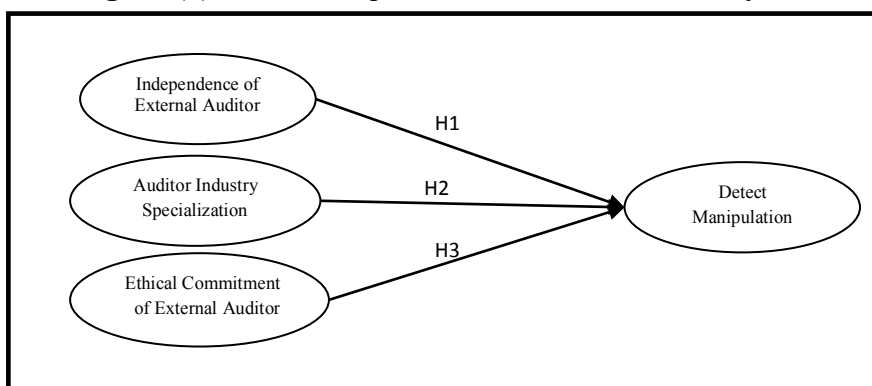 Independence of
External Auditor
H1
Auditor Industry
Specialization
H2
Detect
Manipulation
H3
Ethical Commitment
of External Auditor